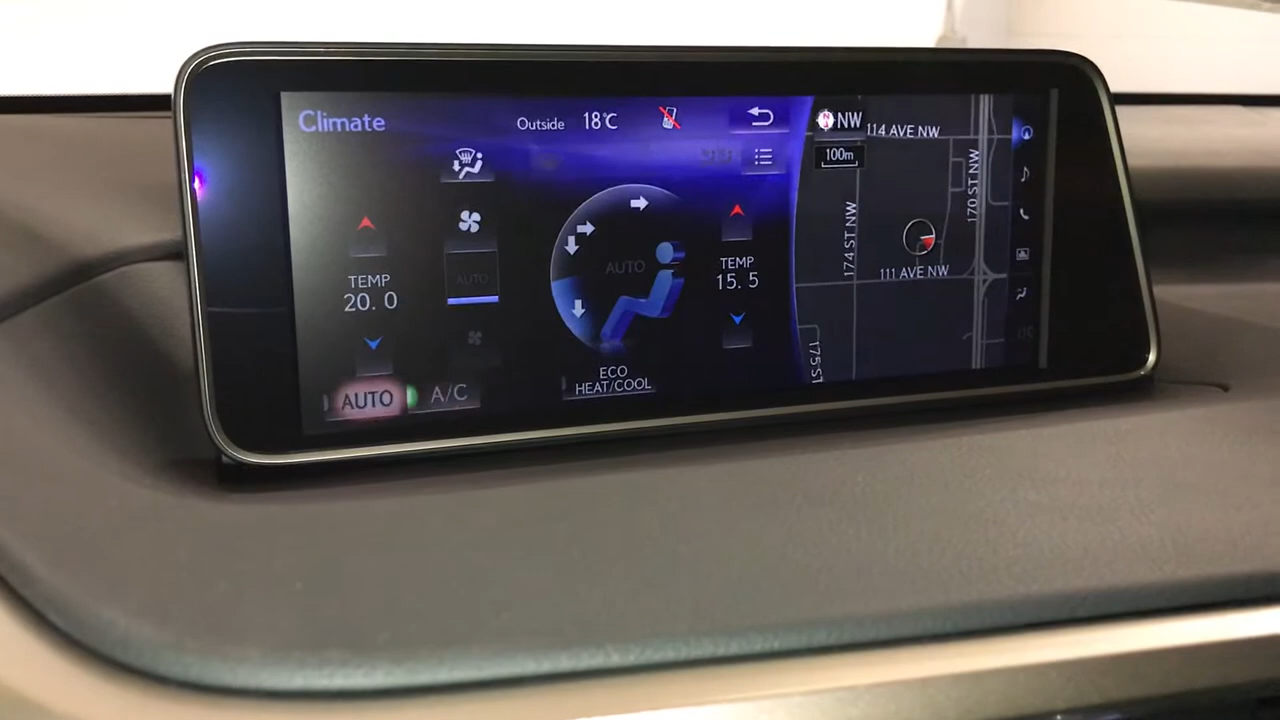 Climate
Outside 18°C
TEMP
20. 0
AUTO
AUTO
A/C
AUTO
ECO
HEAT/COOL
TEMP
15. 5
NW
100m
114 AVE NW
174 ST NW
170 ST NW
111 AVE NW
175 S